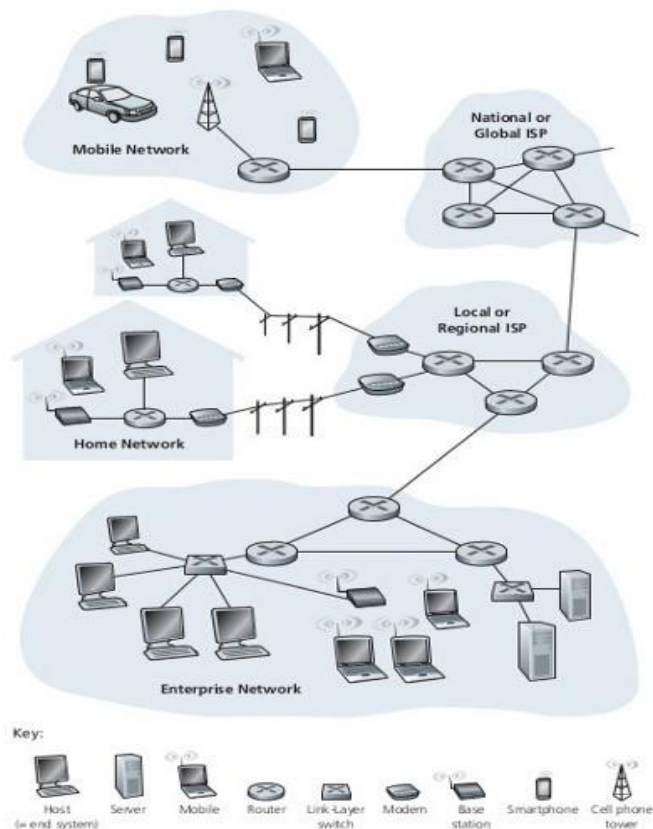 Mobile Network
National or
Global ISP
Local or
Regional ISP
Home Network
Enterprise Network
Key:
Host
(= end system)
Server
Mobile
Router
Link-Layer
switch
Modem
Base
station
Smartphone
Cell phone
tower